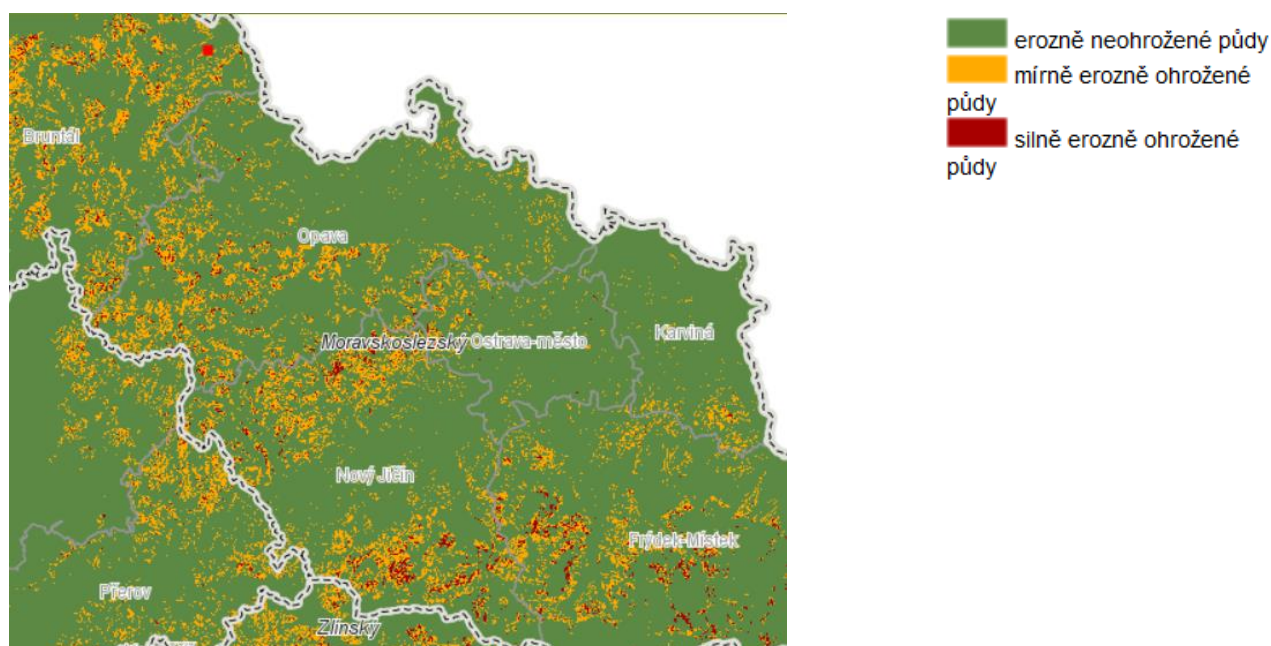 Bruntál
Opava
Moravskoslezský
Ostrava-město
Karviná
Nový Jičín
Frýdek-Místek
Přerov
Zlínský
erozně neohrožené půdy
mírně erozně ohrožené
půdy
silně erozně ohrožené
půdy